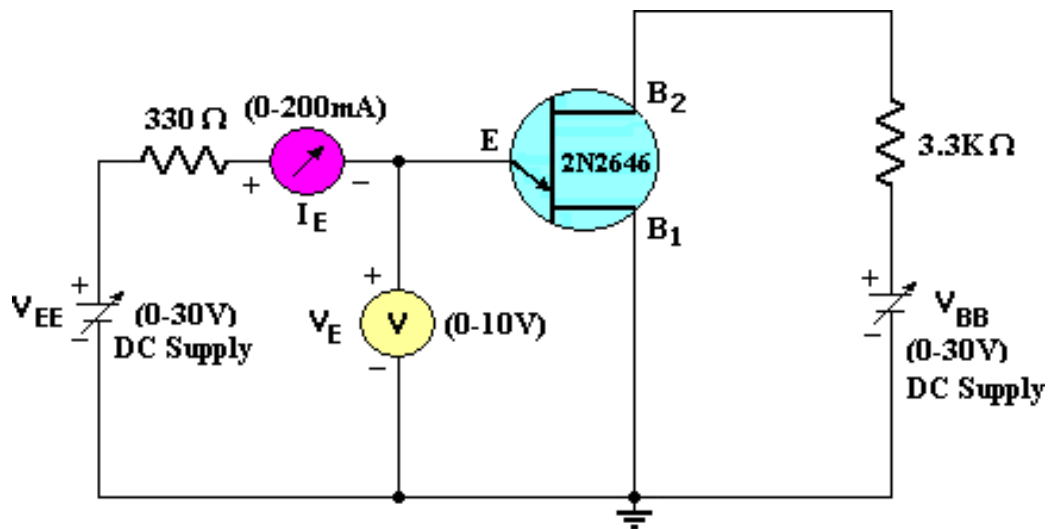 330 Ω
(0-200mA)
+
−
I E
E
2N2646
B2
B1
3.3K Ω
VEE
+
−
(0-30V)
DC Supply
VE
+
V
−
(0-10V)
+
−
VBB
(0-30V)
DC Supply